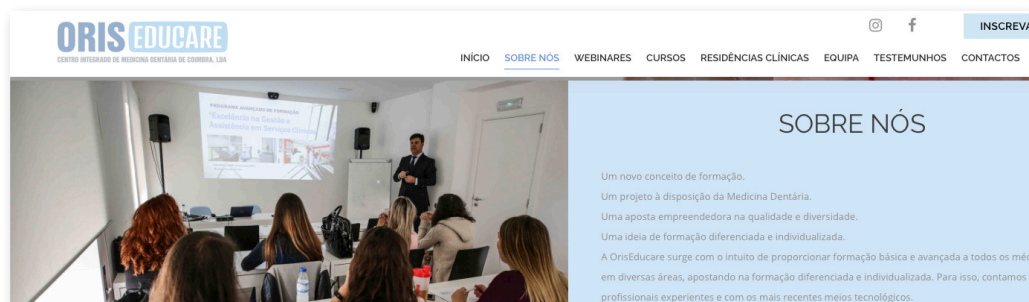 ORIS EDUCARE
CENTRO INTEGRADO DE MEDICINA DENTÁRIA DE COIMBRA, LDA
INSCREVA
INÍCIO SOBRE NÓS WEBINARES CURSOS RESIDÊNCIAS CLÍNICAS EQUIPA TESTEMUNHOS CONTACTOS
PROGRAMA AVANÇADO DE FORMAÇÃO
"Excelência na Gestão e
Assistência em Serviços Clínicos
SOBRE NÓS
Um novo conceito de formação.
Um projeto à disposição da Medicina Dentária.
Uma aposta empreendedora na qualidade e diversidade.
Uma ideia de formação diferenciada e individualizada.
A OrisEducare surge com o intuito de proporcionar formação básica e avançada a todos os méd
em diversas áreas, apostando na formação diferenciada e individualizada. Para isso, contamos
profissionais experientes e com os mais recentes meios tecnológicos.